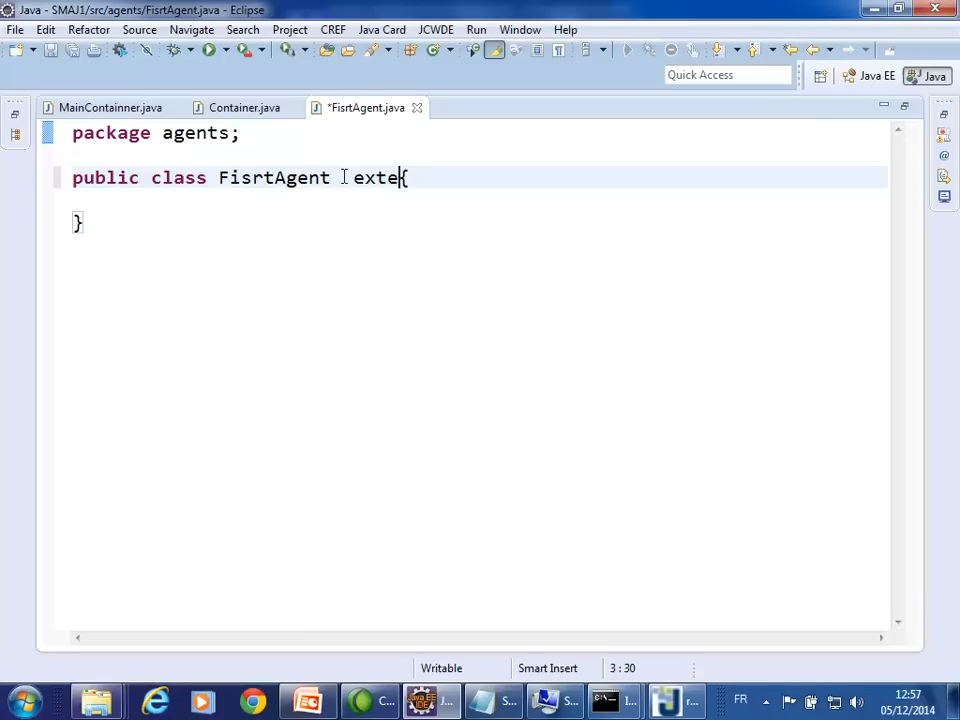 Java - SMAJ1/src/agents/FisrtAgent.java - Eclipse
File Edit Refactor Source Navigate Search Project CREF Java Card JCWDE Run Window Help
Quick Access
Java EE
Java
MainContainner.java
Container.java
*FisrtAgent.java
package agents;
public class FisrtAgent exte{
}
Writable
Smart Insert
3 : 30
C...
J...
S...
S...
I...
r...
FR
12:57
05/12/2014